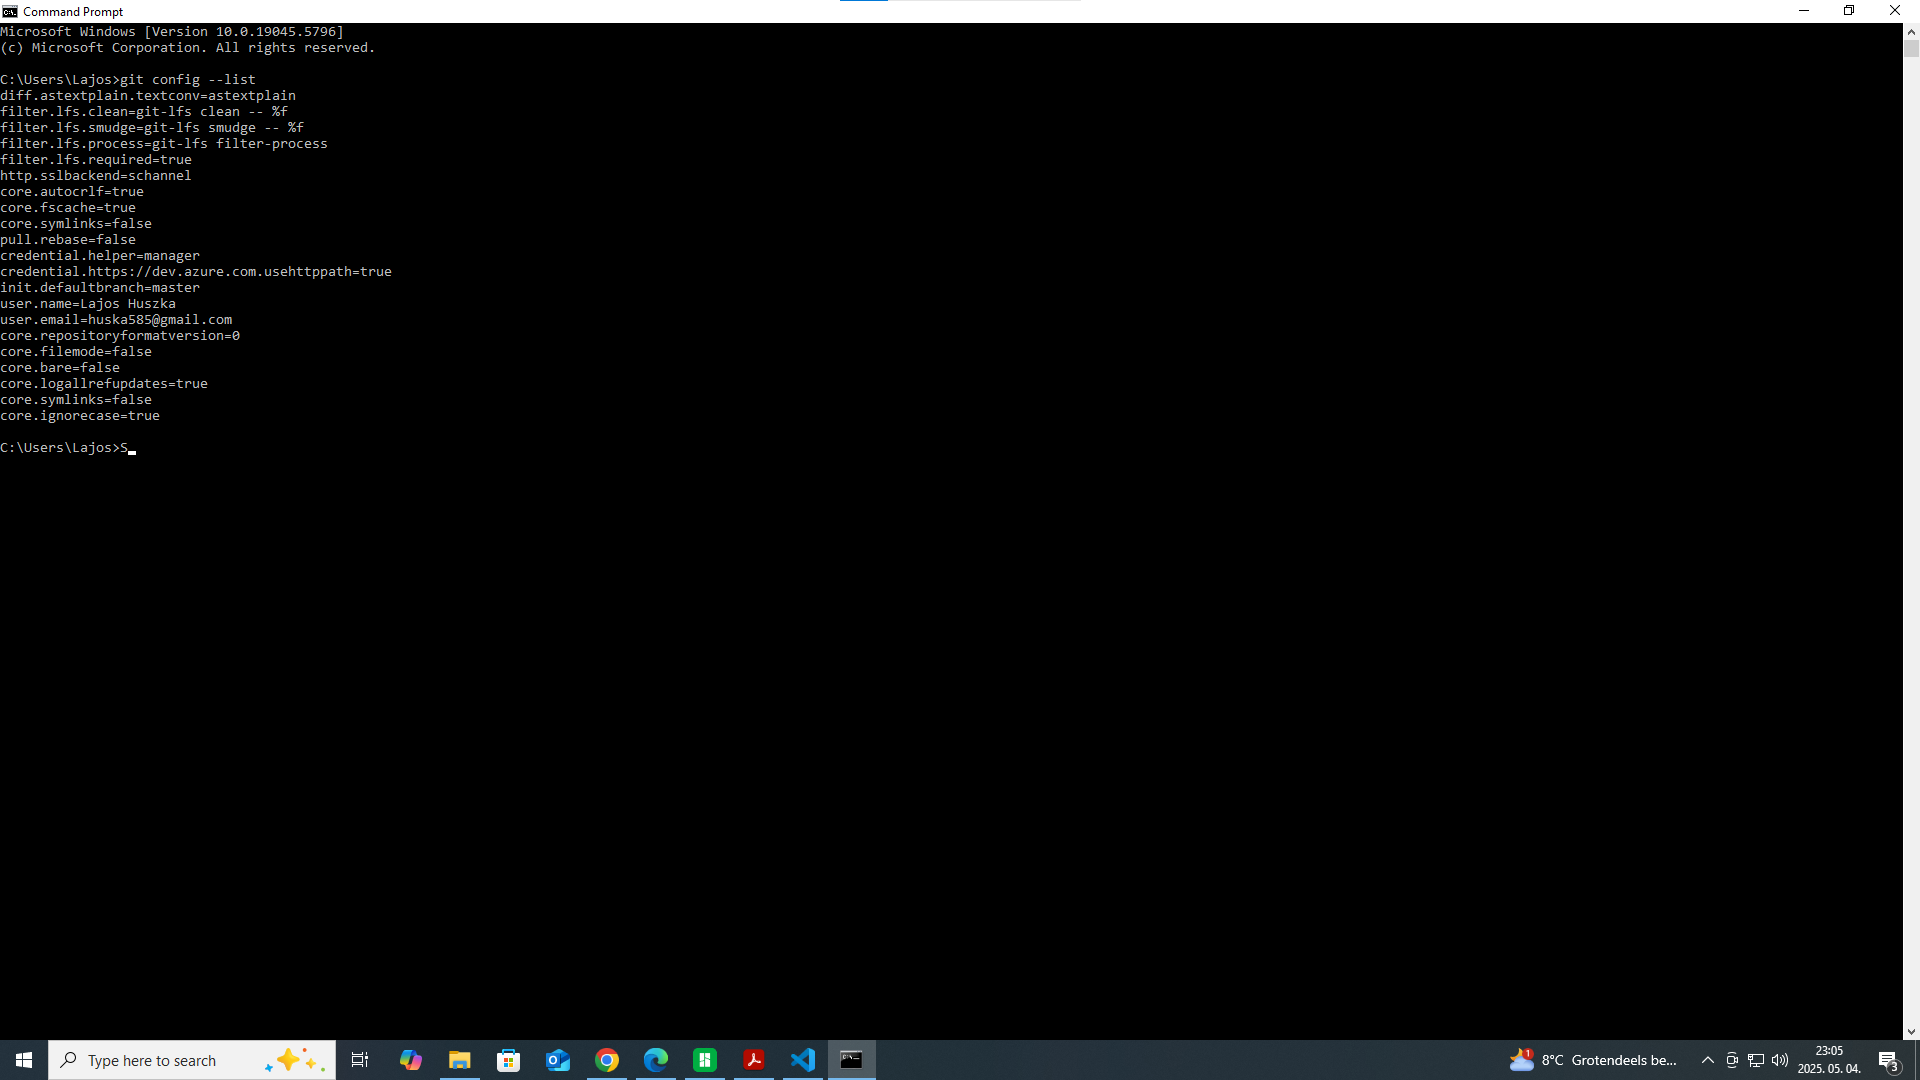 Command Prompt
Microsoft Windows [Version 10.0.19045.5796]
(c) Microsoft Corporation. All rights reserved.
C:\Users\Lajos>git config --list
diff.astextplain.textconv=astextplain
filter.lfs.clean=git-lfs clean -- %f
filter.lfs.smudge=git-lfs smudge -- %f
filter.lfs.process=git-lfs filter-process
filter.lfs.required=true
http.sslbackend=schannel
core.autocrlf=true
core.fscache=true
core.symlinks=false
pull.rebase=false
credential.helper=manager
credential.https://dev.azure.com.usehttppath=true
init.defaultbranch=master
user.name=Lajos Huszka
user.email=huska585@gmail.com
core.repositoryformatversion=0
core.filemode=false
core.bare=false
core.logallrefupdates=true
core.symlinks=false
core.ignorecase=true
C:\Users\Lajos>S
Type here to search
1
8°C Grotendeels be...
23:05
2025. 05. 04.
3